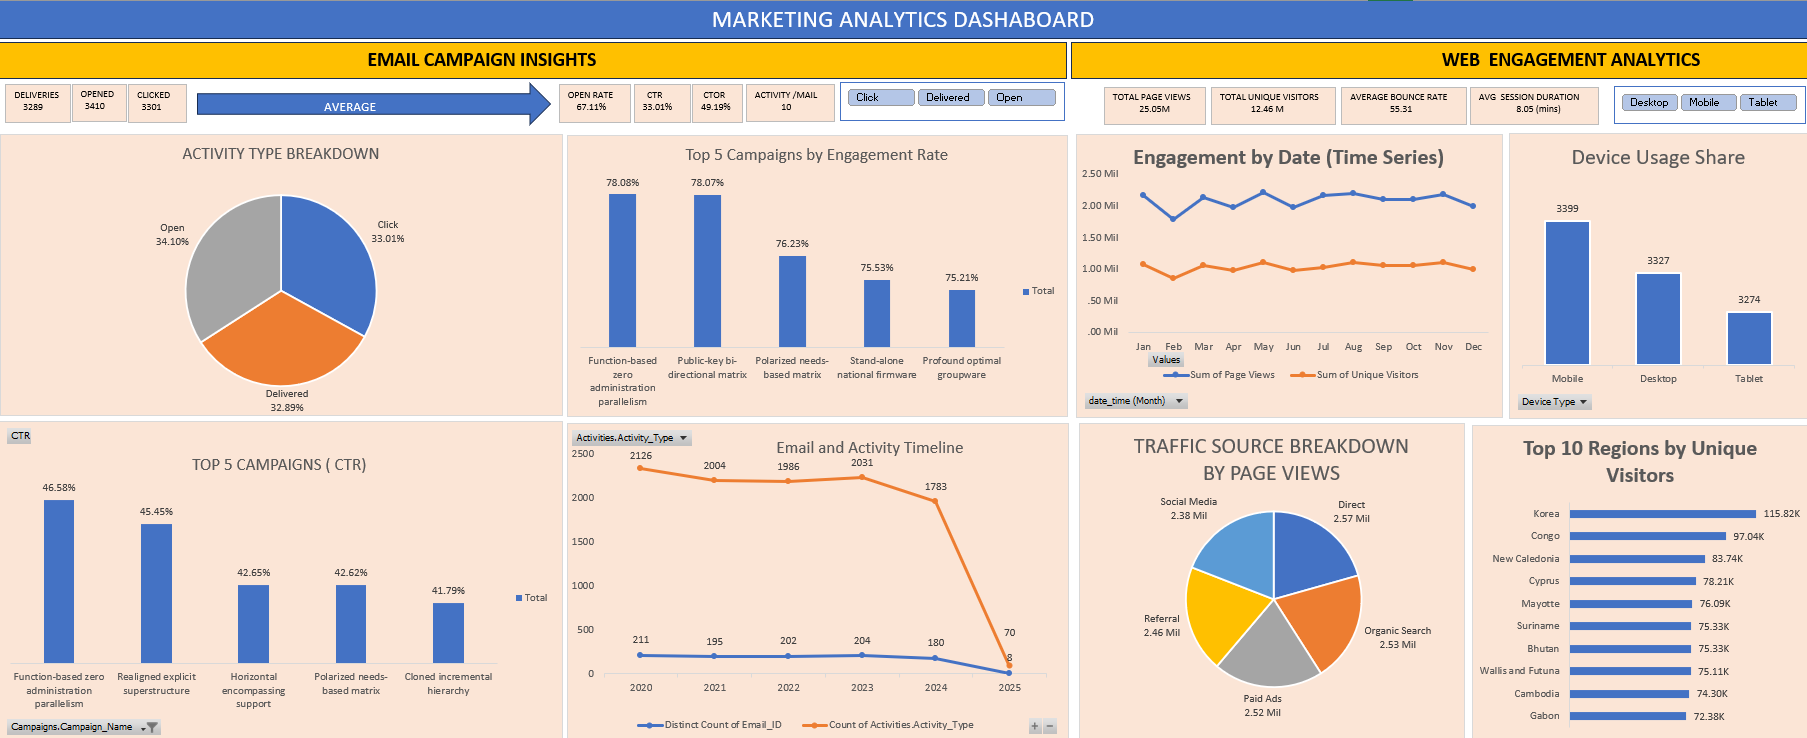 MARKETING ANALYTICS DASHABOARD
EMAIL CAMPAIGN INSIGHTS
WEB  ENGAGEMENT ANALYTICS
DELIVERIES
3289
OPENED
3410
CLICKED
3301
AVERAGE
OPEN RATE
67.11%
CTR
33.01%
CTOR
49.19%
ACTIVITY /MAIL
10
Click
Delivered
Open
TOTAL PAGE VIEWS
25.05M
TOTAL UNIQUE VISITORS
12.46 M
AVERAGE BOUNCE RATE
55.31
AVG  SESSION DURATION
8.05 (mins)
Desktop
Mobile
Tablet
ACTIVITY TYPE BREAKDOWN
Open
34.10%
Click
33.01%
Delivered
32.89%
Top 5 Campaigns by Engagement Rate
78.08%
78.07%
76.23%
75.53%
75.21%
Total
Function-based
zero
administration
parallelism
Public-key bi-
directional matrix
Polarized needs-
based matrix
Stand-alone
national firmware
Profound optimal
groupware
Engagement by Date (Time Series)
2.50 Mil
2.00 Mil
1.50 Mil
1.00 Mil
.50 Mil
.00 Mil
Jan Feb Mar Apr May Jun Jul Aug Sep Oct Nov Dec
Values
Sum of Page Views
Sum of Unique Visitors
date_time (Month)
Device Usage Share
3399
3327
3274
Mobile
Desktop
Tablet
Device Type
CTR
TOP 5 CAMPAIGNS ( CTR)
46.58%
45.45%
42.65%
42.62%
41.79%
Total
Function-based zero
administration
parallelism
Realigned explicit
superstructure
Horizontal
encompassing
support
Polarized needs-
based matrix
Cloned incremental
hierarchy
Campaigns.Campaign_Name
Activities.Activity_Type
Email and Activity Timeline
2500
2000
1500
1000
500
0
2126
2004
1986
2031
1783
70
211
195
202
204
180
8
2020
2021
2022
2023
2024
2025
Distinct Count of Email_ID
Count of Activities.Activity_Type
TRAFFIC SOURCE BREAKDOWN
BY PAGE VIEWS
Social Media
2.38 Mil
Direct
2.57 Mil
Referral
2.46 Mil
Organic Search
2.53 Mil
Paid Ads
2.52 Mil
Top 10 Regions by Unique
Visitors
Korea 115.82K
Congo 97.04K
New Caledonia 83.74K
Cyprus 78.21K
Mayotte 76.09K
Suriname 75.33K
Bhutan 75.33K
Wallis and Futuna 75.11K
Cambodia 74.30K
Gabon 72.38K